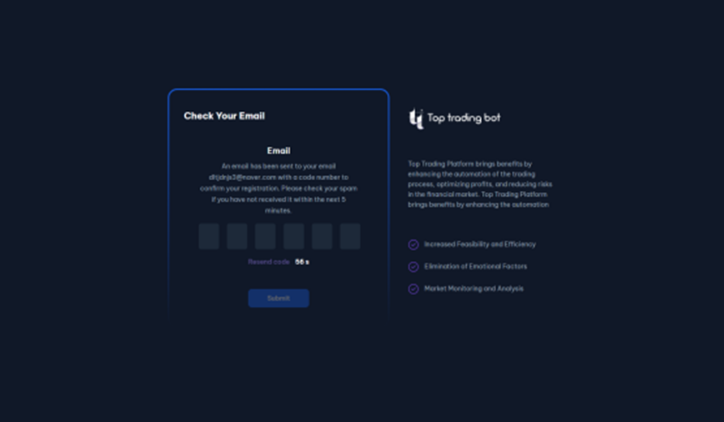 Check Your Email
Email
An email has been sent to your email
dltjdnjs3@naver.com with a code number to
confirm your registration. Please check your spam
if you have not received it within the next 5
minutes.
Resend code 56 s
Submit
Top trading bot
Top Trading Platform brings benefits by
enhancing the automation of the trading
process, optimizing profits, and reducing risks
in the financial market. Top Trading Platform
brings benefits by enhancing the automation
Increased Feasibility and Efficiency
Elimination of Emotional Factors
Market Monitoring and Analysis